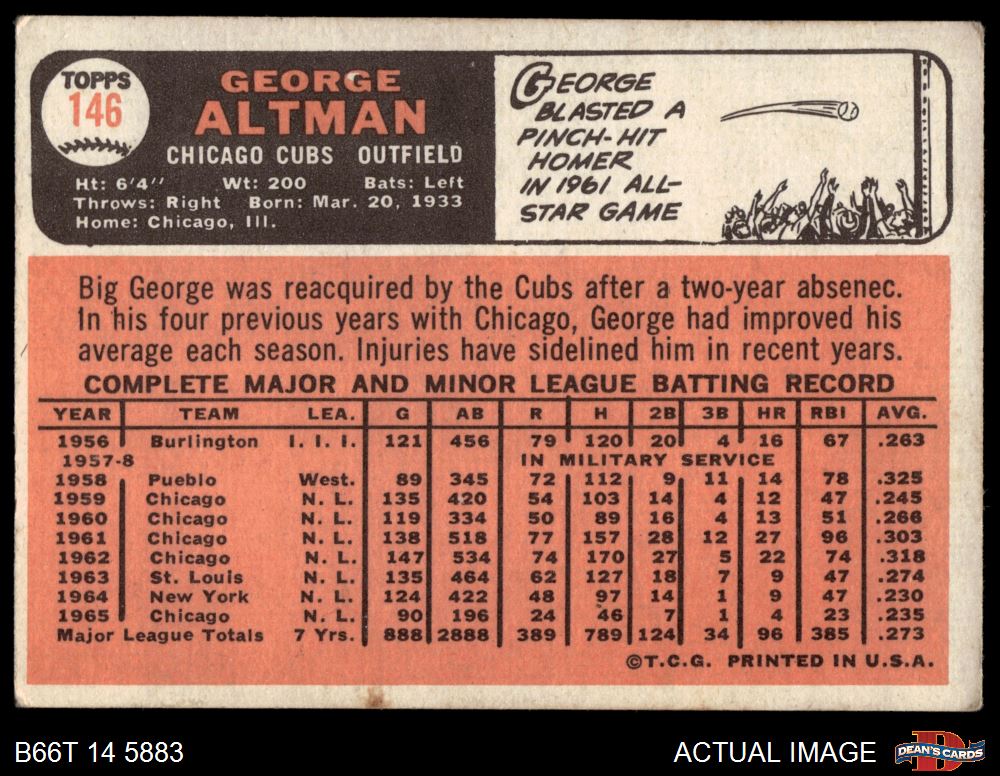 TOPPS
146
GEORGE
ALTMAN
CHICAGO CUBS OUTFIELD
Ht: 6'4" Wt: 200 Bats: Left
Throws: Right Born: Mar. 20, 1933
Home: Chicago, Ill.
GEORGE
BLASTED A
PINCH-HIT
HOMER
IN 1961 ALL-
STAR GAME
Big George was reacquired by the Cubs after a two-year absenec.
In his four previous years with Chicago, George had improved his
average each season. Injuries have sidelined him in recent years.
COMPLETE MAJOR AND MINOR LEAGUE BATTING RECORD
YEAR TEAM LEA. G AB R H 2B 3B HR RBI AVG.
1956 Burlington I. I. I. 121 456 79 120 20 4 16 67 .263
1957-8 IN MILITARY SERVICE
1958 Pueblo West. 89 345 72 112 9 11 14 78 .325
1959 Chicago N. L. 135 420 54 103 14 4 12 47 .245
1960 Chicago N. L. 119 334 50 89 16 4 13 51 .266
1961 Chicago N. L. 138 518 77 157 28 12 27 96 .303
1962 Chicago N. L. 147 534 74 170 27 5 22 74 .318
1963 St. Louis N. L. 135 464 62 127 18 7 9 47 .274
1964 New York N. L. 124 422 48 97 14 1 9 47 .230
1965 Chicago N. L. 90 196 24 46 7 1 4 23 .235
Major League Totals 7 Yrs. 888 2888 389 789 124 34 96 385 .273
©T.C.G. PRINTED IN U.S.A.
B66T 14 5883
ACTUAL IMAGE
DEAN'S CARDS